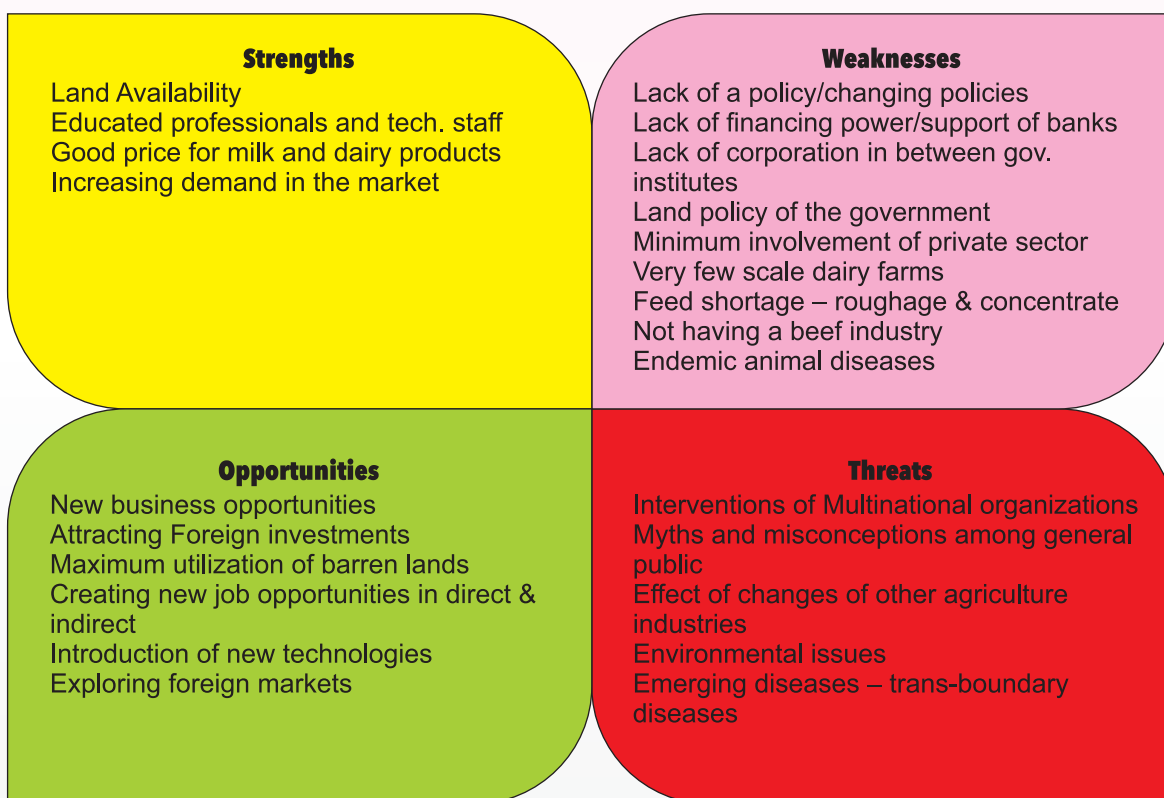 Strengths
Land Availability
Educated professionals and tech. staff
Good price for milk and dairy products
Increasing demand in the market
Weaknesses
Lack of a policy/changing policies
Lack of financing power/support of banks
Lack of corporation in between gov.
institutes
Land policy of the government
Minimum involvement of private sector
Very few scale dairy farms
Feed shortage – roughage & concentrate
Not having a beef industry
Endemic animal diseases
Opportunities
New business opportunities
Attracting Foreign investments
Maximum utilization of barren lands
Creating new job opportunities in direct &
indirect
Introduction of new technologies
Exploring foreign markets
Threats
Interventions of Multinational organizations
Myths and misconceptions among general
public
Effect of changes of other agriculture
industries
Environmental issues
Emerging diseases – trans-boundary
diseases